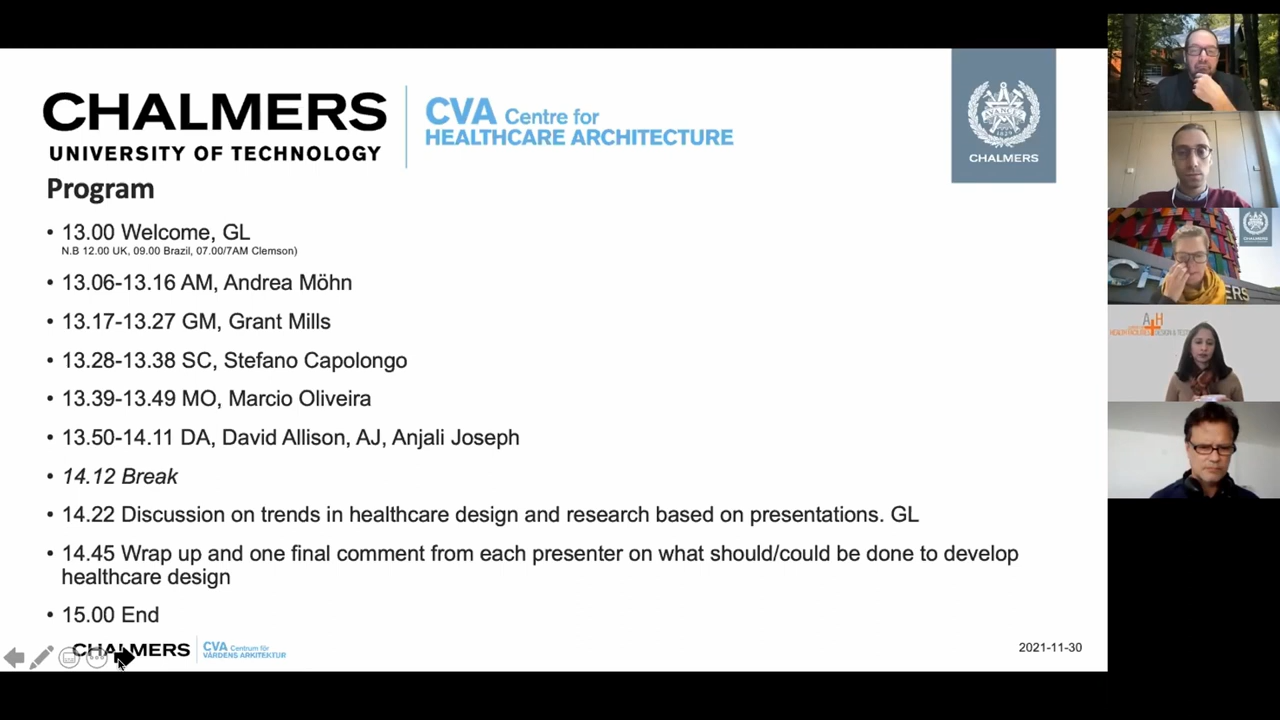 CHALMERS
UNIVERSITY OF TECHNOLOGY
CVA Centre for
HEALTHCARE ARCHITECTURE
CHALMERS
Program
• 13.00 Welcome, GL
N.B 12.00 UK, 09.00 Brazil, 07.00/7AM Clemson)
• 13.06-13.16 AM, Andrea Möhn
• 13.17-13.27 GM, Grant Mills
• 13.28-13.38 SC, Stefano Capolongo
• 13.39-13.49 MO, Marcio Oliveira
• 13.50-14.11 DA, David Allison, AJ, Anjali Joseph
• 14.12 Break
• 14.22 Discussion on trends in healthcare design and research based on presentations. GL
• 14.45 Wrap up and one final comment from each presenter on what should/could be done to develop
healthcare design
• 15.00 End
CHALMERS
CVA Centrum för
VÅRDENS ARKITEKTUR
2021-11-30
A+H